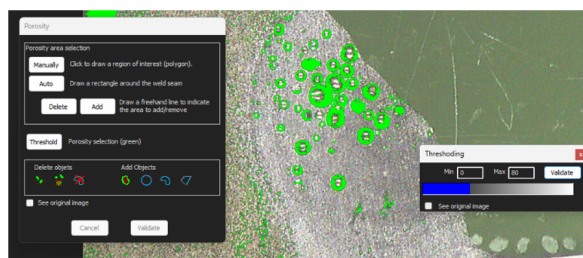 Porosity
Porosity area selection
Manually Click to draw a region of interest (polygon).
Auto Draw a rectangle around the weld seam
Delete Add Draw a freehand line to indicate
the area to add/remove
Threshold Porosity selection (green)
Delete objets Add Objects
See original image
Cancel Validate
Threshoding x
Min 0 Max 80 Validate
See original image